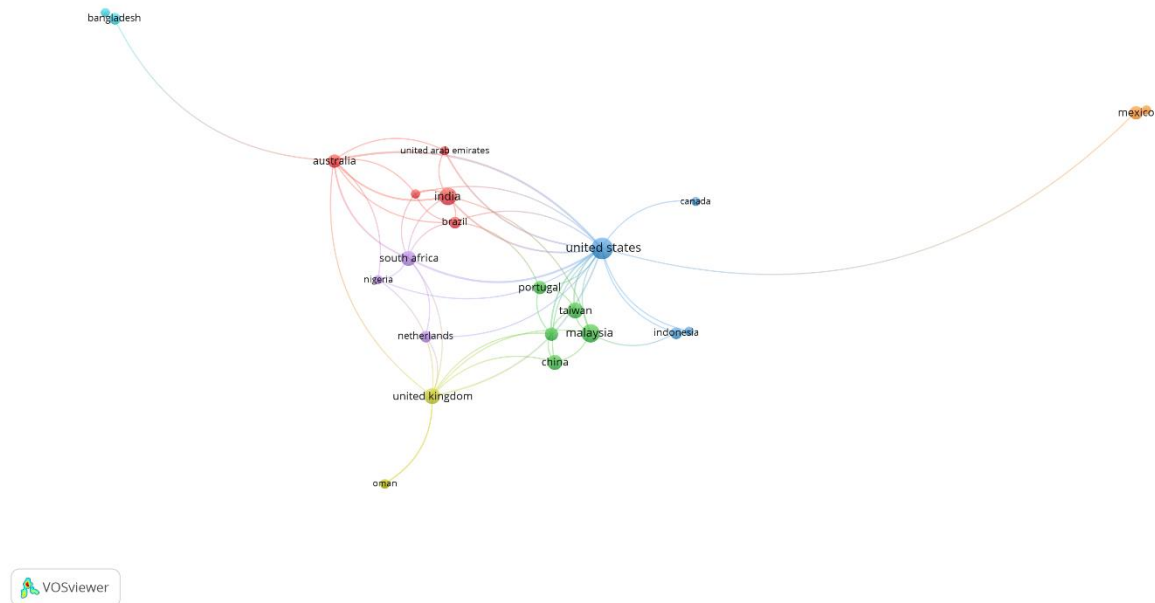 bangladesh
mexico
united arab emirates
australia
india
canada
brazil
united states
south africa
nigeria
portugal
taiwan
netherlands
malaysia
indonesia
china
united kingdom
oman
VOSviewer